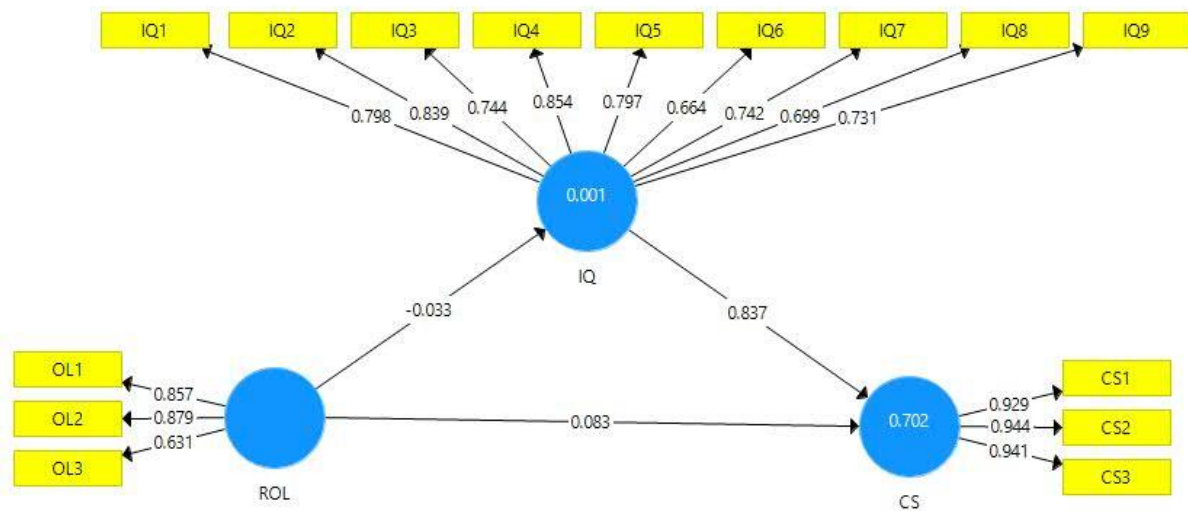 IQ1 IQ2 IQ3 IQ4 IQ5 IQ6 IQ7 IQ8 IQ9
0.798 0.839 0.744 0.854 0.797 0.664 0.742 0.699 0.731
0.001
IQ
-0.033 0.837
OL1 0.857
OL2 0.879
OL3 0.631
ROL
0.083
0.702
CS
0.929 CS1
0.944 CS2
0.941 CS3